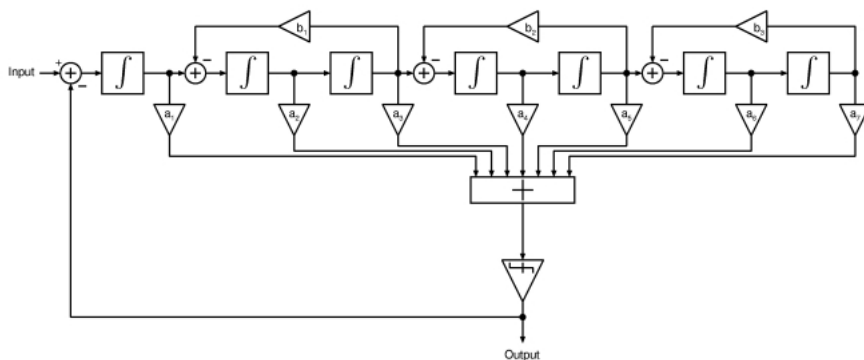 b₁ b₂ b₃
Input
a₁ a₂ a₃ a₄ a₅ a₆ a₇
Output